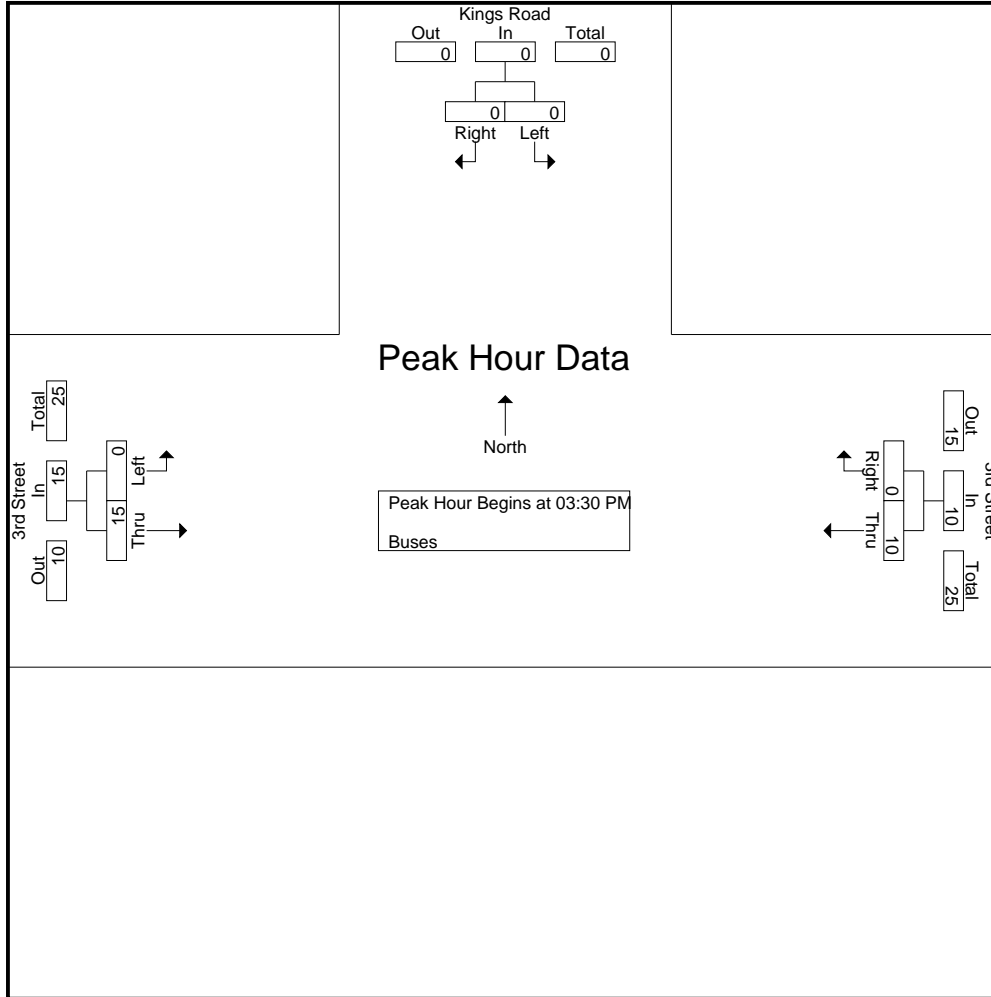 Kings Road
Out In Total
0 0 0
0 0
Right Left
Peak Hour Data
North
Peak Hour Begins at 03:30 PM
Buses
3rd Street
Out In Total
10 15 25
Thru Left
15 0
3rd Street
Out In Total
15 10 25
Right Thru
0 10